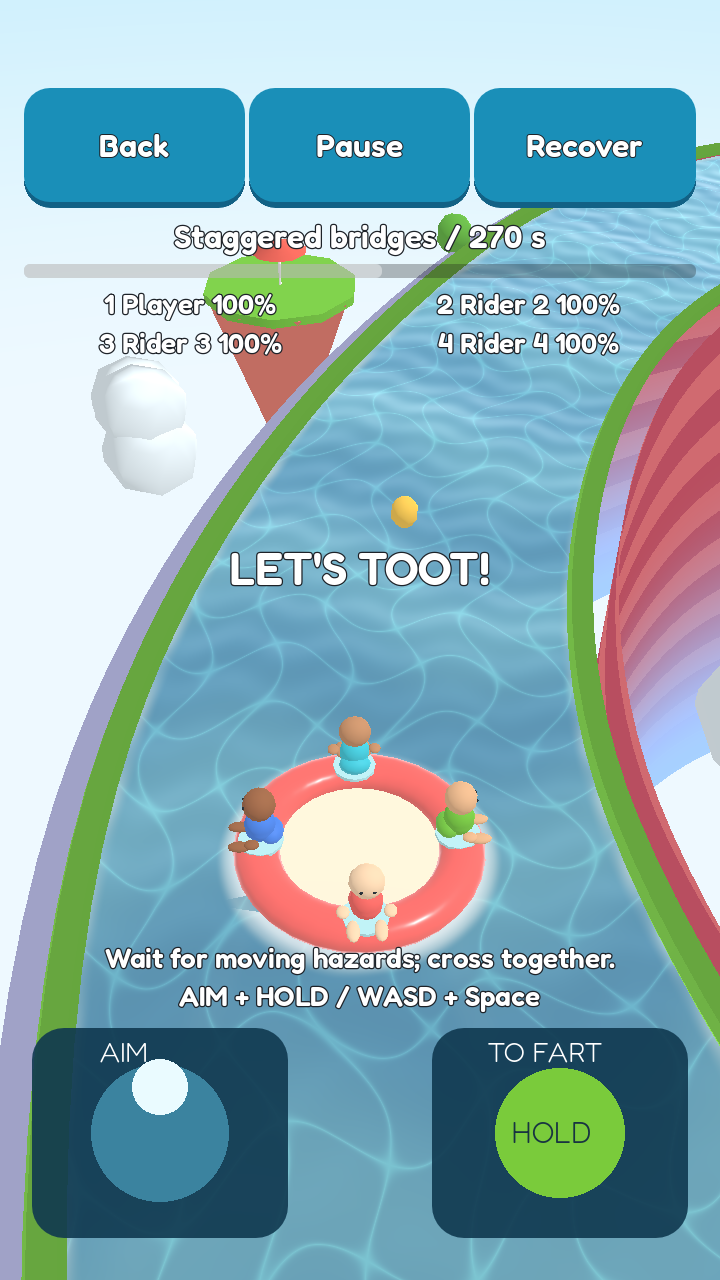 Back
Pause
Recover
Staggered bridges / 270 s
1 Player 100%
2 Rider 2 100%
3 Rider 3 100%
4 Rider 4 100%
LET'S TOOT!
Wait for moving hazards; cross together.
AIM + HOLD / WASD + Space
AIM
TO FART
HOLD